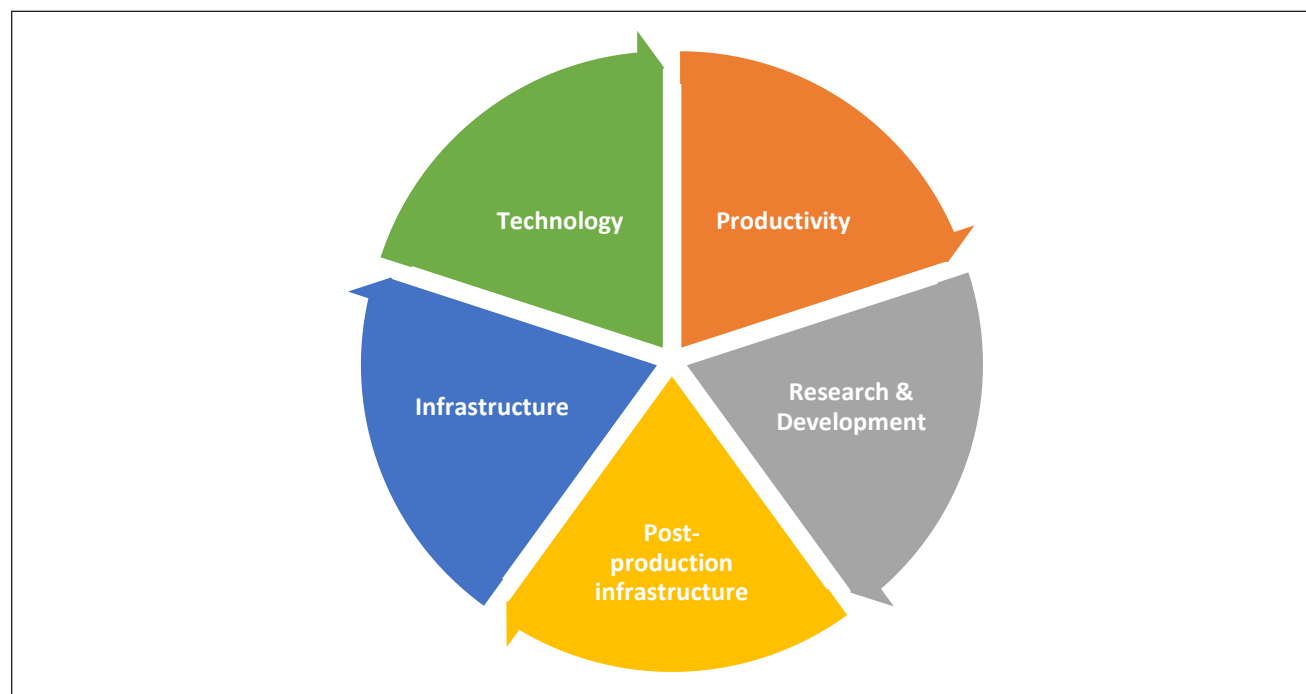 Technology
Productivity
Research &
Development
Post-
production
infrastructure
Infrastructure